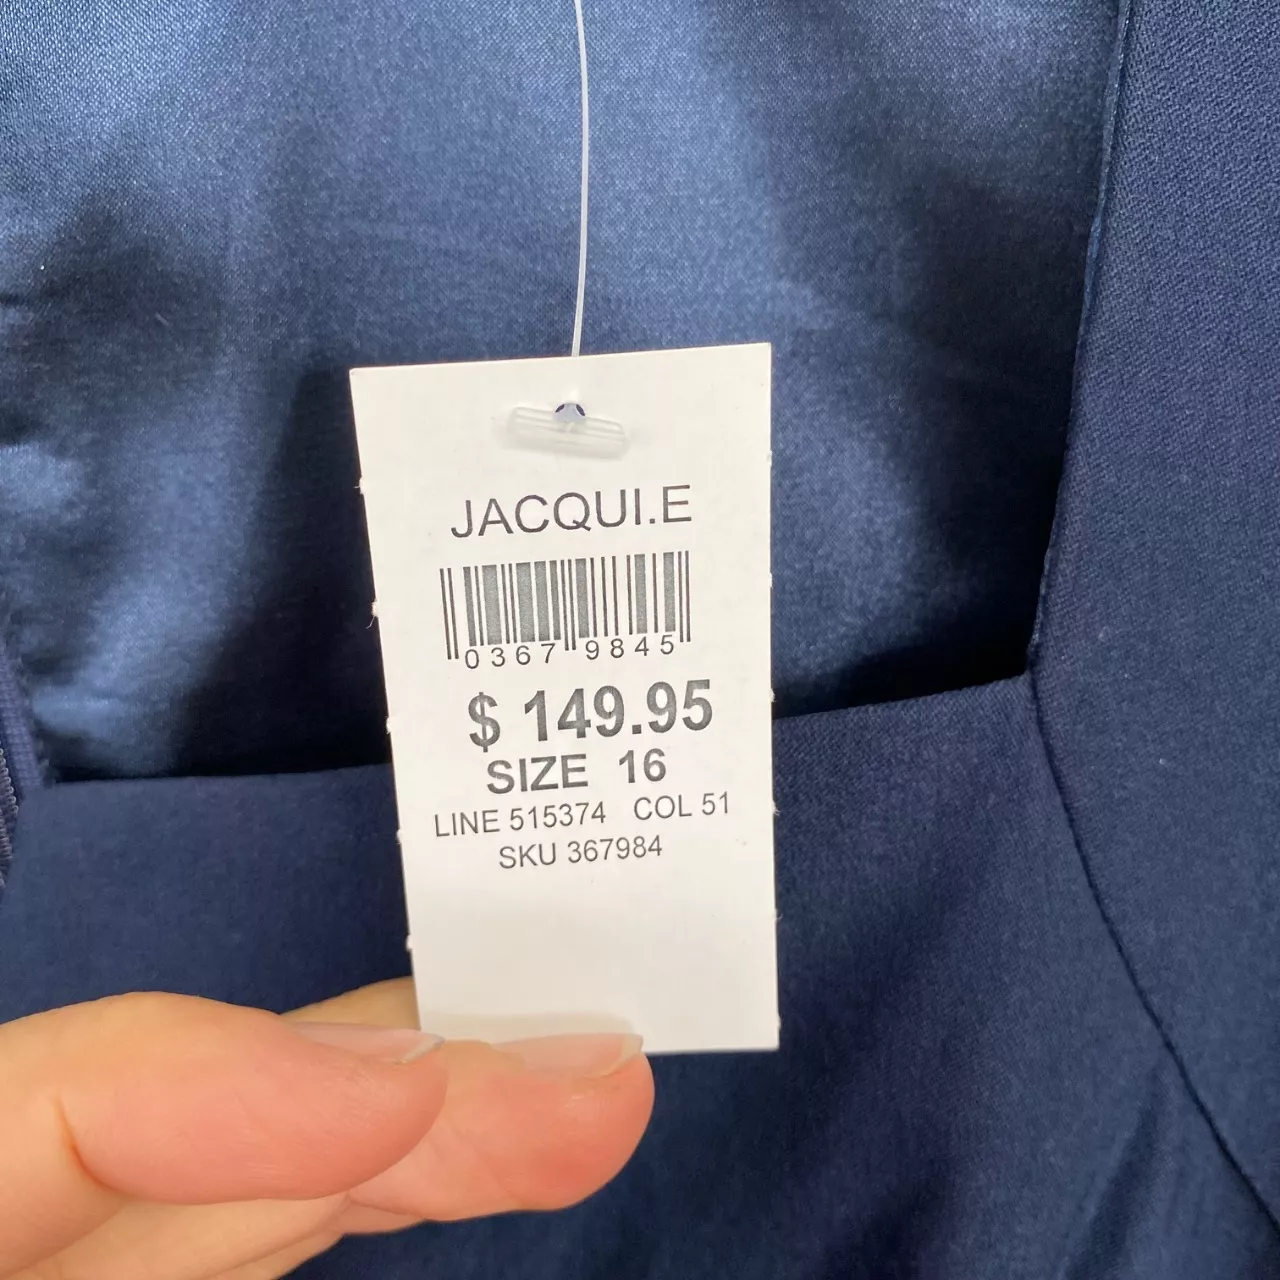 JACQUI.E
0367 9845
$ 149.95
SIZE 16
LINE 515374 COL 51
SKU 367984